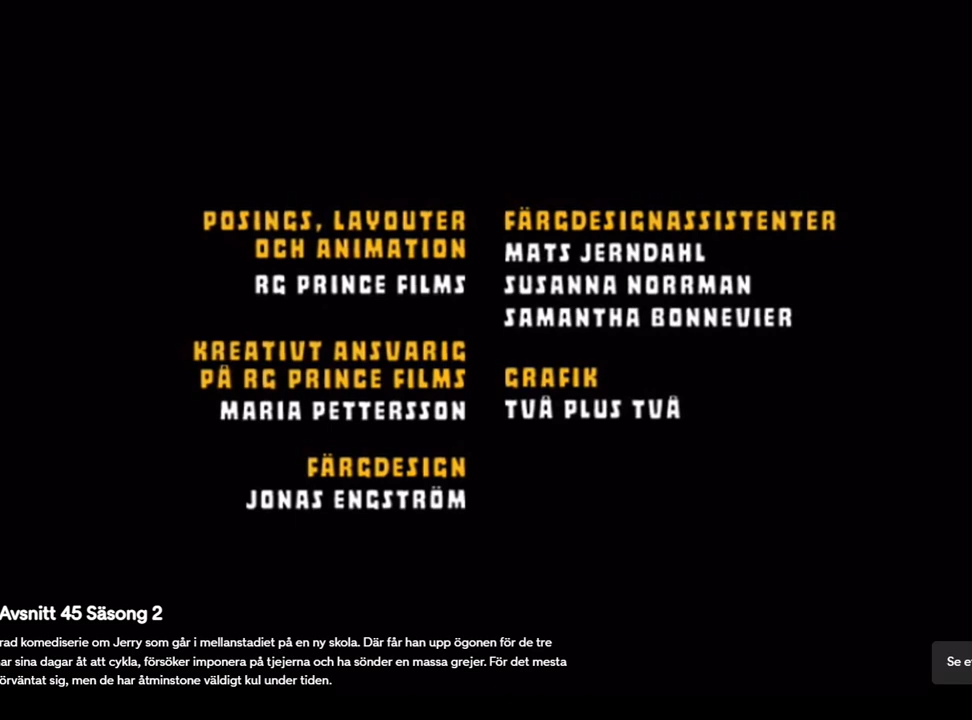 POSINGS, LAYOUTER
OCH ANIMATION
RG PRINCE FILMS
KREATIVT ANSVARIG
PÅ RG PRINCE FILMS
MARIA PETTERSSON
FÄRGDESIGN
JONAS ENGSTRÖM
FÄRGDESIGNASSISTENTER
MATS JERNDAHL
SUSANNA NORRMAN
SAMANTHA BONNEVIER
GRAFIK
TVÅ PLUS TVÅ
Avsnitt 45 Säsong 2
rad komediserie om Jerry som går i mellanstadiet på en ny skola. Där får han upp ögonen för de tre
ar sina dagar åt att cykla, försöker imponera på tjejerna och ha sönder en massa grejer. För det mesta
örväntat sig, men de har åtminstone väldigt kul under tiden.
Se e